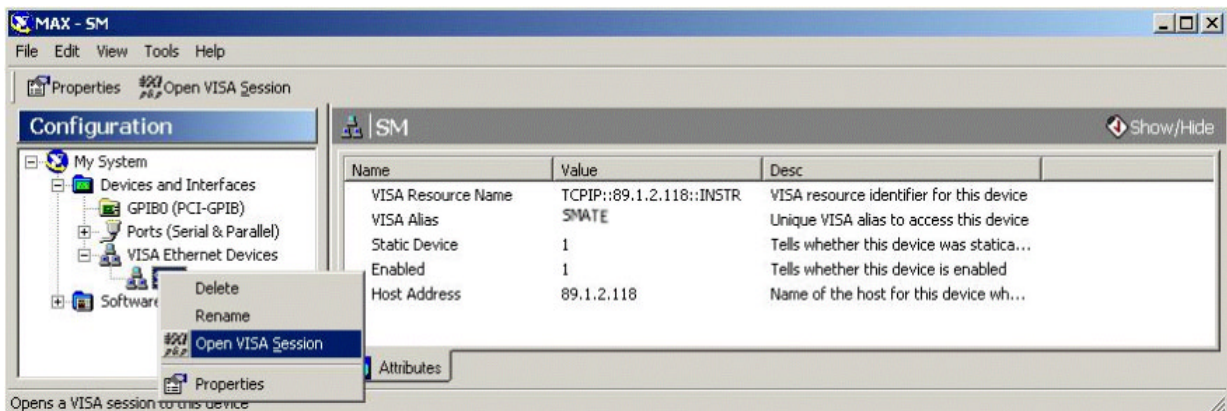 MAX - SM
File Edit View Tools Help
Properties Open VISA Session
Configuration
SM
Show/Hide
My System
Devices and Interfaces
GPIB0 (PCI-GPIB)
Ports (Serial & Parallel)
VISA Ethernet Devices
Software
Name Value Desc
VISA Resource Name TCPIP::89.1.2.118::INSTR VISA resource identifier for this device
VISA Alias SMATE Unique VISA alias to access this device
Static Device 1 Tells whether this device was statica...
Enabled 1 Tells whether this device is enabled
Host Address 89.1.2.118 Name of the host for this device wh...
Delete
Rename
Open VISA Session
Properties
Attributes
Opens a VISA session to this device